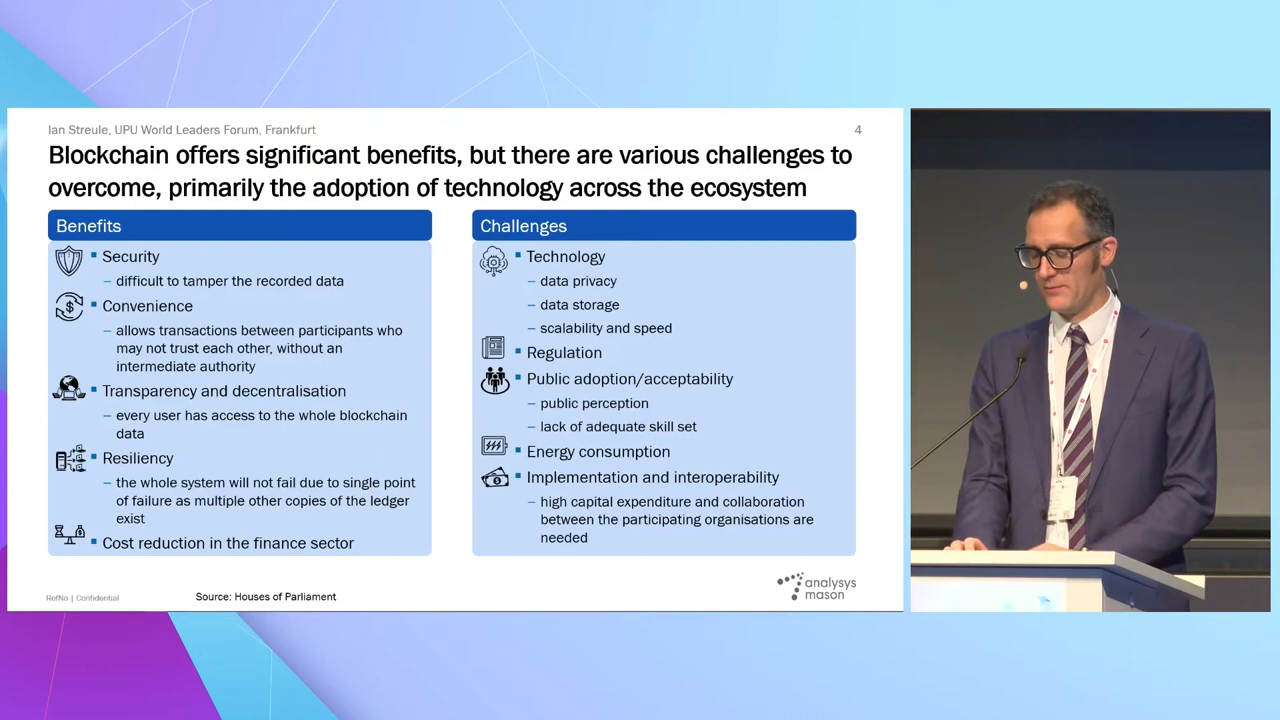 Ian Streule, UPU World Leaders Forum, Frankfurt
4
Blockchain offers significant benefits, but there are various challenges to
overcome, primarily the adoption of technology across the ecosystem
Benefits
Security
– difficult to tamper the recorded data
Convenience
– allows transactions between participants who
may not trust each other, without an
intermediate authority
Transparency and decentralisation
– every user has access to the whole blockchain
data
Resiliency
– the whole system will not fail due to single point
of failure as multiple other copies of the ledger
exist
Cost reduction in the finance sector
Challenges
Technology
– data privacy
– data storage
– scalability and speed
Regulation
Public adoption/acceptability
– public perception
– lack of adequate skill set
Energy consumption
Implementation and interoperability
– high capital expenditure and collaboration
between the participating organisations are
needed
RefNo | Confidential
Source: Houses of Parliament
analysys
mason